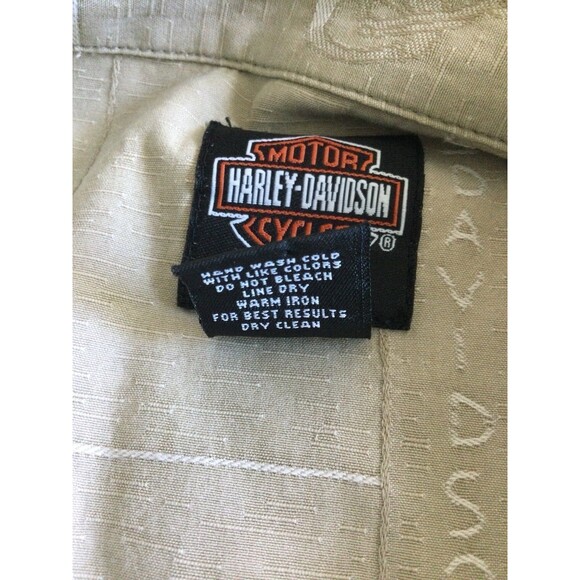 MOTOR
HARLEY-DAVIDSON
CYCLES
®
HAND WASH COLD
WITH LIKE COLORS
DO NOT BLEACH
LINE DRY
WARM IRON
FOR BEST RESULTS
DRY CLEAN